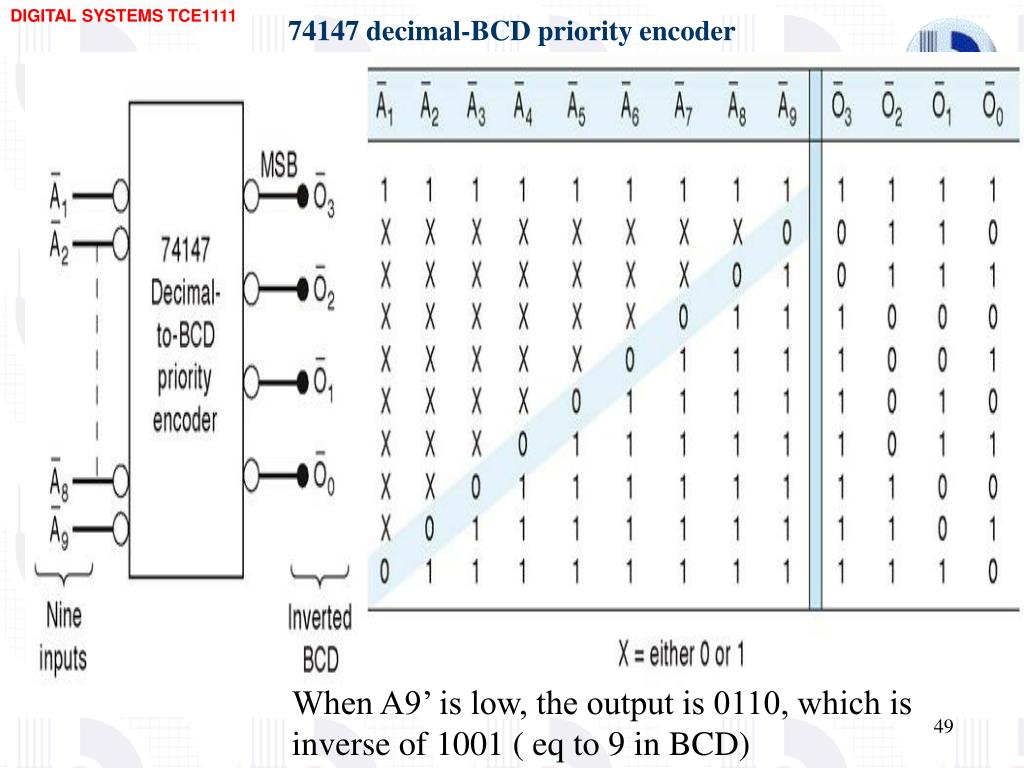 DIGITAL SYSTEMS TCE1111
74147 decimal-BCD priority encoder
MSB
A̅1
A̅2
A̅8
A̅9
74147
Decimal-
to-BCD
priority
encoder
O̅3
O̅2
O̅1
O̅0
Nine
inputs
Inverted
BCD
A̅1 A̅2 A̅3 A̅4 A̅5 A̅6 A̅7 A̅8 A̅9 O̅3 O̅2 O̅1 O̅0
1 1 1 1 1 1 1 1 1 1 1 1 1
X X X X X X X X 0 0 1 1 0
X X X X X X X 0 1 0 1 1 1
X X X X X X 0 1 1 1 0 0 0
X X X X X 0 1 1 1 1 0 0 1
X X X X 0 1 1 1 1 1 0 1 0
X X X 0 1 1 1 1 1 1 0 1 1
X X 0 1 1 1 1 1 1 1 1 0 0
X 0 1 1 1 1 1 1 1 1 1 0 1
0 1 1 1 1 1 1 1 1 1 1 1 0
X = either 0 or 1
When A9’ is low, the output is 0110, which is
inverse of 1001 ( eq to 9 in BCD)
49